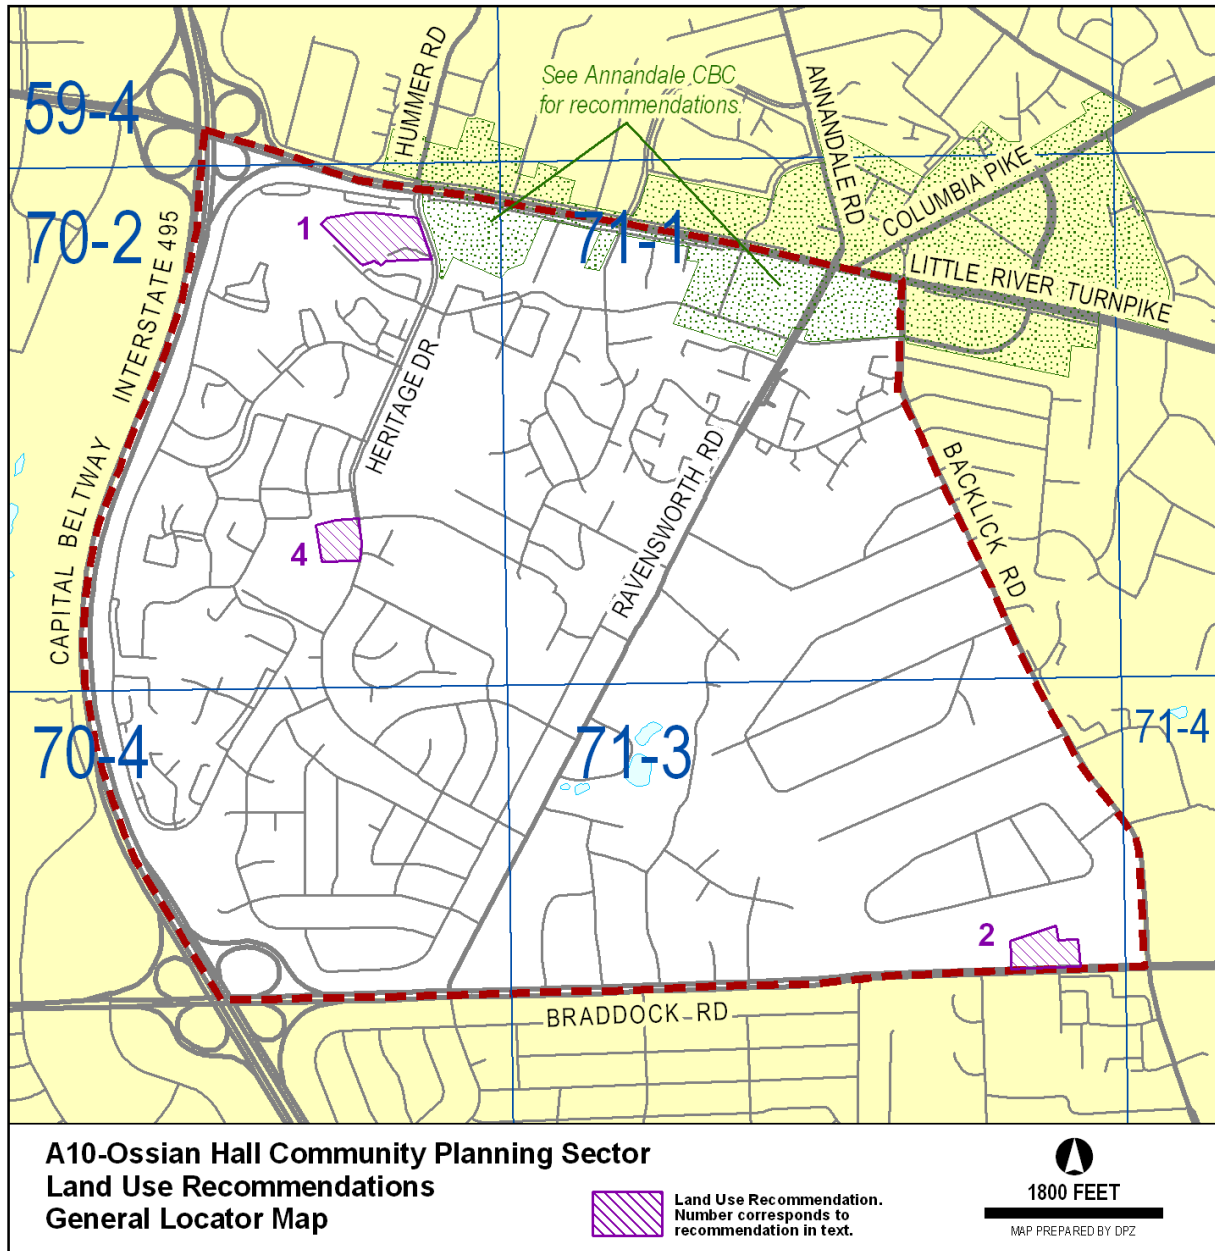 59-4
HUMMER RD
See Annandale CBC
for recommendations.
ANNANDALE RD
COLUMBIA PIKE
70-2
1
71-1
LITTLE RIVER TURNPIKE
INTERSTATE 495
HERITAGE DR
CAPITAL BELTWAY
RAVENSWORTH RD
BACKLICK RD
4
70-4
71-3
71-4
2
BRADDOCK RD
A10-Ossian Hall Community Planning Sector
Land Use Recommendations
General Locator Map
Land Use Recommendation.
Number corresponds to
recommendation in text.
1800 FEET
MAP PREPARED BY DPZ